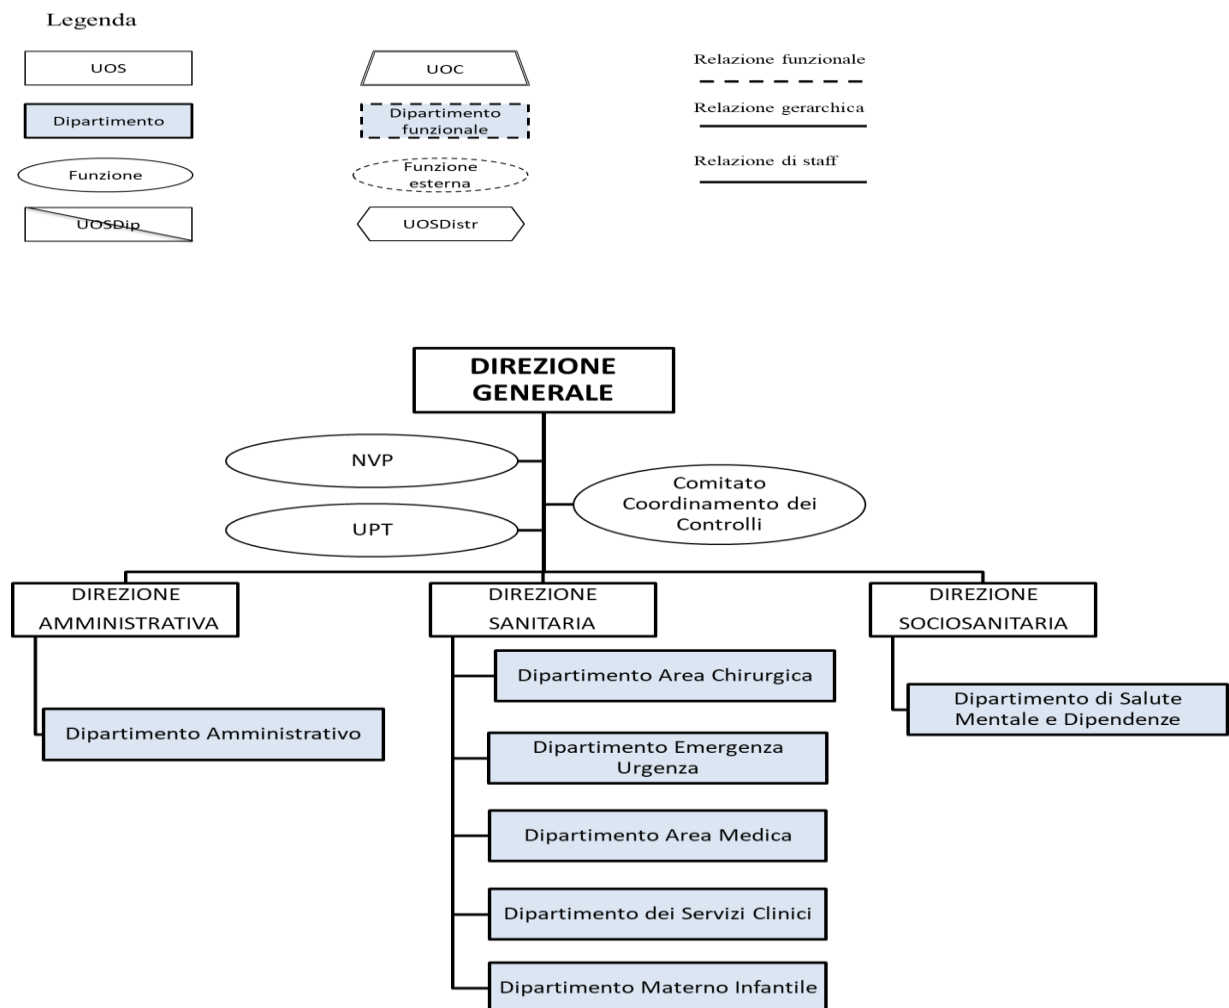 Legenda
UOS
UOC
Relazione funzionale
Dipartimento
Dipartimento
funzionale
Relazione gerarchica
Funzione
Funzione
esterna
Relazione di staff
UOSDip
UOSDistr
DIREZIONE
GENERALE
NVP
Comitato
Coordinamento dei
Controlli
UPT
DIREZIONE
AMMINISTRATIVA
DIREZIONE
SANITARIA
DIREZIONE
SOCIOSANITARIA
Dipartimento Amministrativo
Dipartimento Area Chirurgica
Dipartimento Emergenza
Urgenza
Dipartimento Area Medica
Dipartimento dei Servizi Clinici
Dipartimento Materno Infantile
Dipartimento di Salute
Mentale e Dipendenze